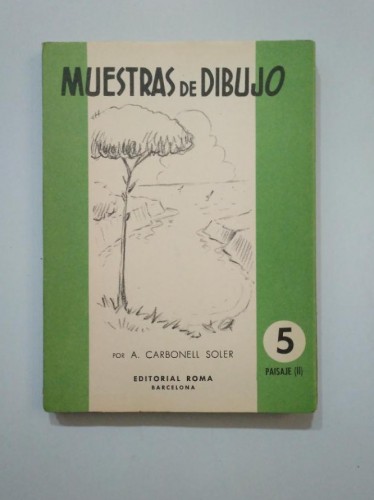 MUESTRAS DE DIBUJO
POR A. CARBONELL SOLER
5
PAISAJE (II)
EDITORIAL ROMA
BARCELONA